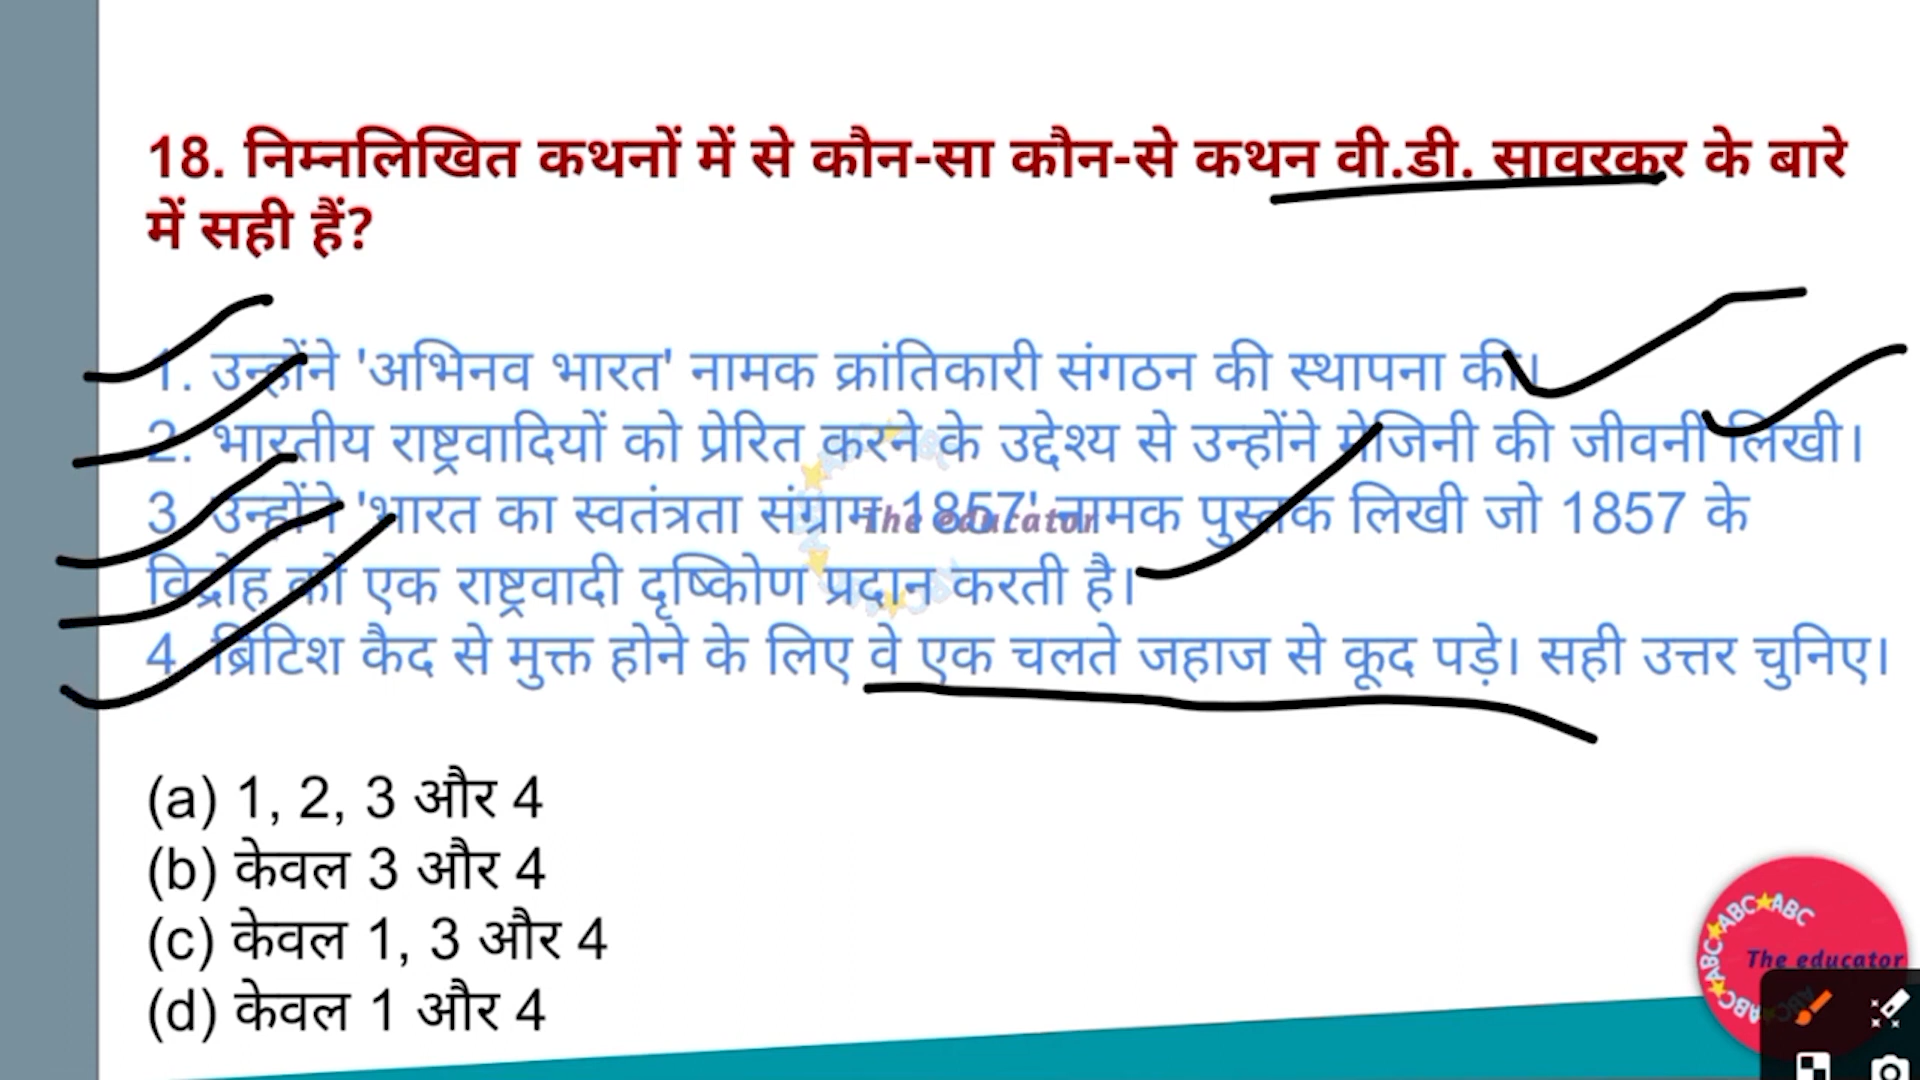 18. निम्नलिखित कथनों में से कौन-सा कौन-से कथन वी.डी. सावरकर के बारे
में सही हैं?
1. उन्होंने 'अभिनव भारत' नामक क्रांतिकारी संगठन की स्थापना की।
2. भारतीय राष्ट्रवादियों को प्रेरित करने के उद्देश्य से उन्होंने मेजिनी की जीवनी लिखी।
3. उन्होंने 'भारत का स्वतंत्रता संग्राम 1857' नामक पुस्तक लिखी जो 1857 के
विद्रोह को एक राष्ट्रवादी दृष्किोण प्रदान करती है।
The educator
4. ब्रिटिश कैद से मुक्त होने के लिए वे एक चलते जहाज से कूद पड़े। सही उत्तर चुनिए।
(a) 1, 2, 3 और 4
(b) केवल 3 और 4
(c) केवल 1, 3 और 4
(d) केवल 1 और 4
ABC ABC ABC ABC
The educator